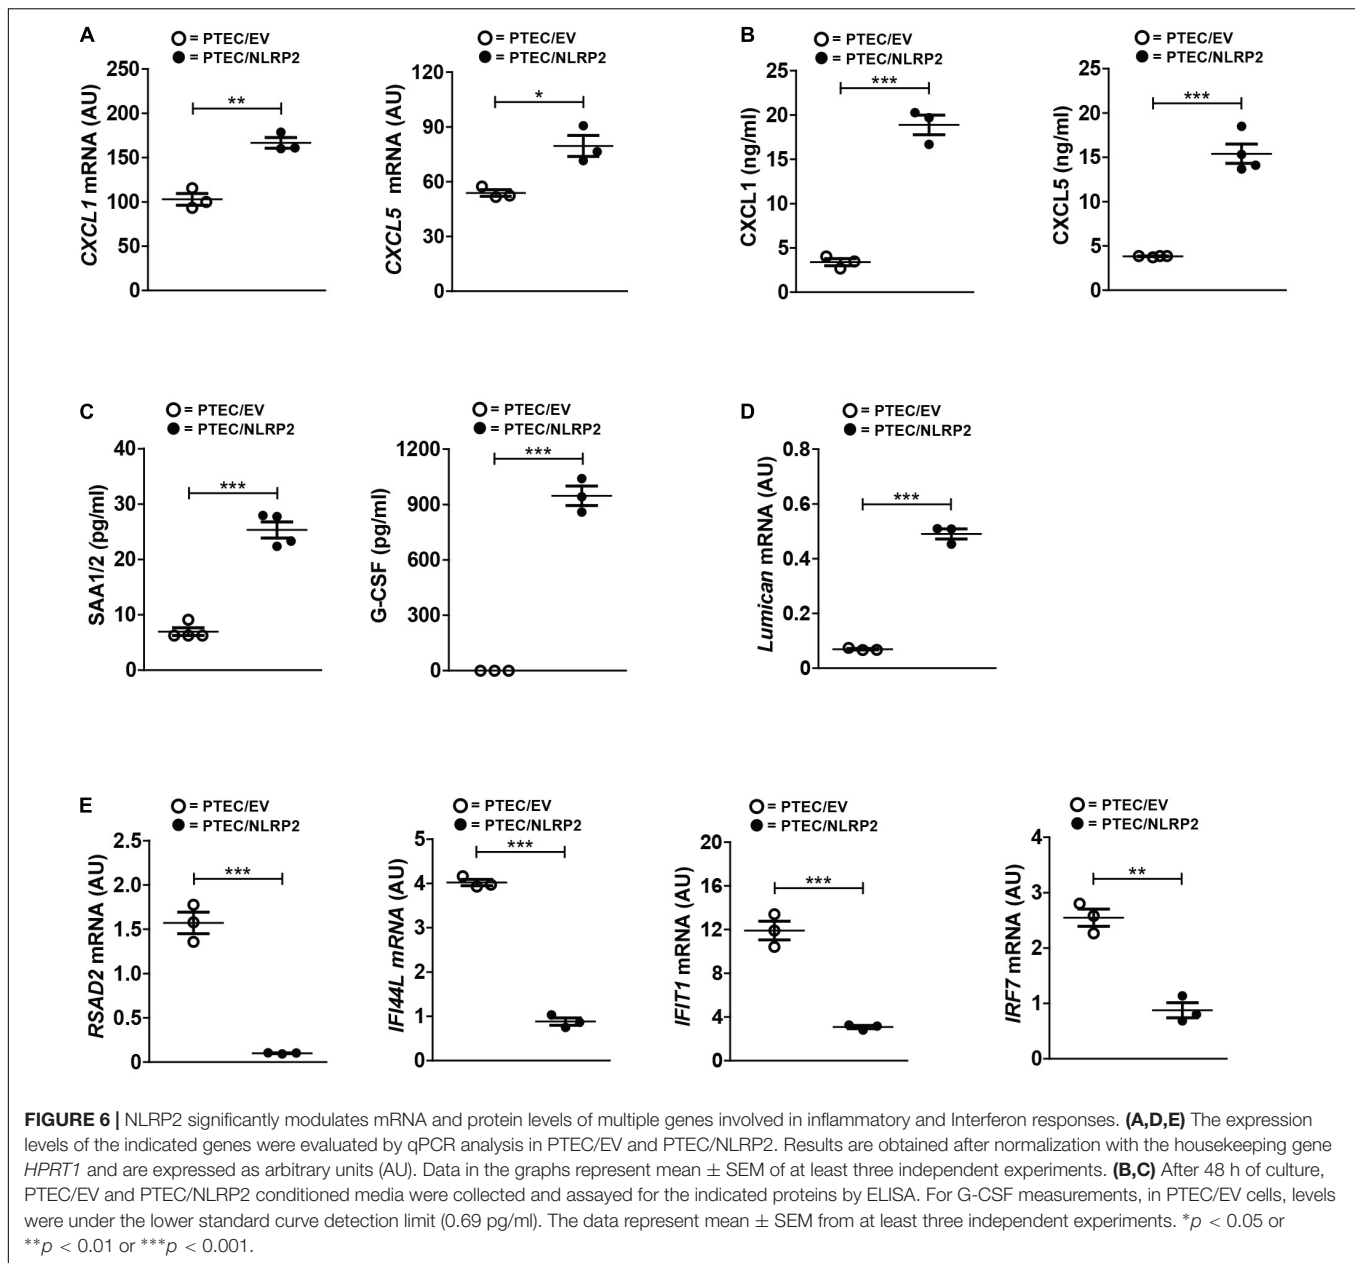 A
= PTEC/EV
= PTEC/NLRP2
CXCL1 mRNA (AU)
250
200
150
100
50
0
**
= PTEC/EV
= PTEC/NLRP2
CXCL5 mRNA (AU)
120
90
60
30
0
*
B
= PTEC/EV
= PTEC/NLRP2
CXCL1 (ng/ml)
25
20
15
10
5
0
***
= PTEC/EV
= PTEC/NLRP2
CXCL5 (ng/ml)
25
20
15
10
5
0
***
C
= PTEC/EV
= PTEC/NLRP2
SAA1/2 (pg/ml)
40
30
20
10
0
***
= PTEC/EV
= PTEC/NLRP2
G-CSF (pg/ml)
1200
900
600
300
0
***
D
= PTEC/EV
= PTEC/NLRP2
Lumican mRNA (AU)
0.8
0.6
0.4
0.2
0
***
E
= PTEC/EV
= PTEC/NLRP2
RSAD2 mRNA (AU)
2.5
2.0
1.5
1.0
0.5
0
***
= PTEC/EV
= PTEC/NLRP2
IFI44L mRNA (AU)
5
4
3
2
1
0
***
= PTEC/EV
= PTEC/NLRP2
IFIT1 mRNA (AU)
20
16
12
8
4
0
***
= PTEC/EV
= PTEC/NLRP2
IRF7 mRNA (AU)
4
3
2
1
0
**
FIGURE 6 | NLRP2 significantly modulates mRNA and protein levels of multiple genes involved in inflammatory and Interferon responses. (A,D,E) The expression
levels of the indicated genes were evaluated by qPCR analysis in PTEC/EV and PTEC/NLRP2. Results are obtained after normalization with the housekeeping gene
HPRT1 and are expressed as arbitrary units (AU). Data in the graphs represent mean ± SEM of at least three independent experiments. (B,C) After 48 h of culture,
PTEC/EV and PTEC/NLRP2 conditioned media were collected and assayed for the indicated proteins by ELISA. For G-CSF measurements, in PTEC/EV cells, levels
were under the lower standard curve detection limit (0.69 pg/ml). The data represent mean ± SEM from at least three independent experiments. *p < 0.05 or
**p < 0.01 or ***p < 0.001.